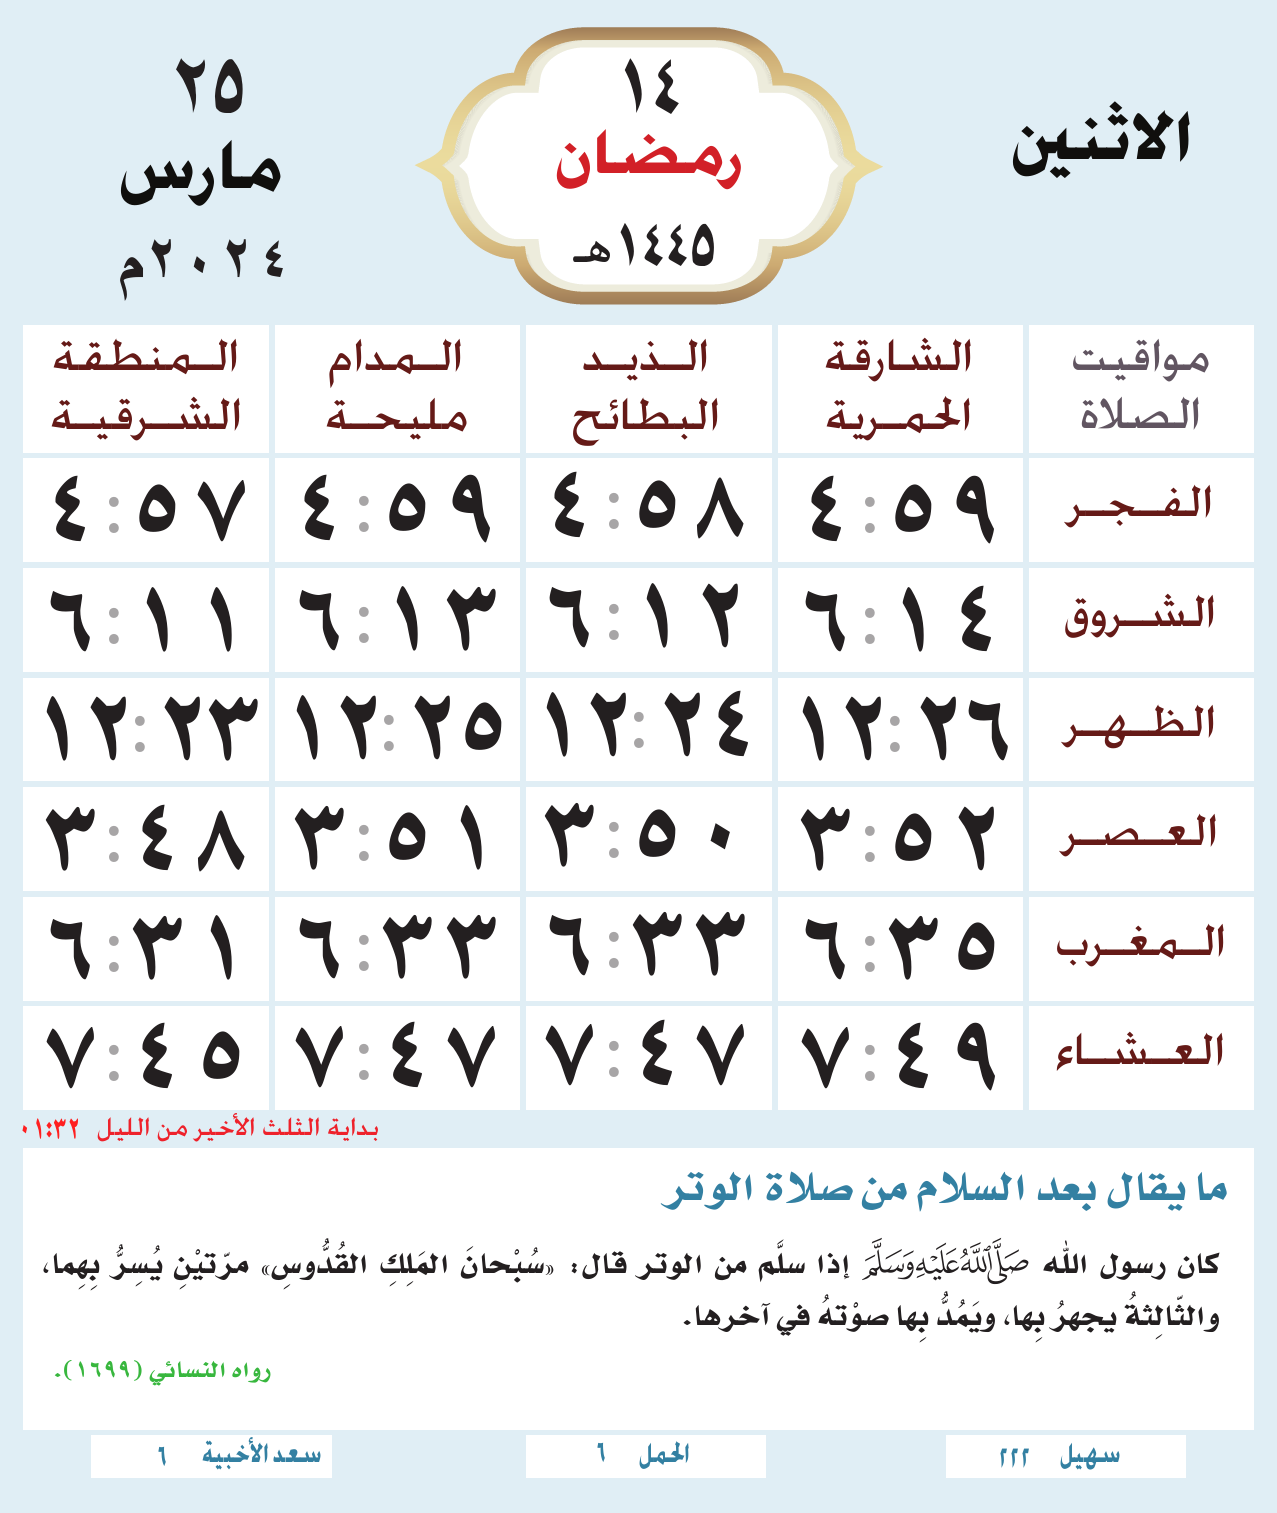 الاثنين
١٤
رمضان
١٤٤٥هـ
٢٥
مارس
٢٠٢٤م
مواقيت الصلاة الشارقة الحمرية الذيد البطائح المدام مليحة المنطقة الشرقية
الفجر ٤:٥٩ ٤:٥٨ ٤:٥٩ ٤:٥٧
الشروق ٦:١٤ ٦:١٢ ٦:١٣ ٦:١١
الظهر ١٢:٢٦ ١٢:٢٤ ١٢:٢٥ ١٢:٢٣
العصر ٣:٥٢ ٣:٥٠ ٣:٥١ ٣:٤٨
المغرب ٦:٣٥ ٦:٣٣ ٦:٣٣ ٦:٣١
العشاء ٧:٤٩ ٧:٤٧ ٧:٤٧ ٧:٤٥
بداية الثلث الأخير من الليل ٠١:٣٢
ما يقال بعد السلام من صلاة الوتر
كان رسول الله صَلَّى اللَّهُ عَلَيْهِ وَسَلَّمَ إذا سلَّم من الوتر قال: «سُبْحانَ المَلِكِ القُدُّوسِ» مرّتيْنِ يُسِرُّ بِهِما،
والثّالِثةُ يجهرُ بِها، ويَمُدُّ بِها صوْتهُ في آخرها.
رواه النسائي (١٦٩٩).
سهيل ٢٢٢ الحمل ٦ سعد الأخبية ٦